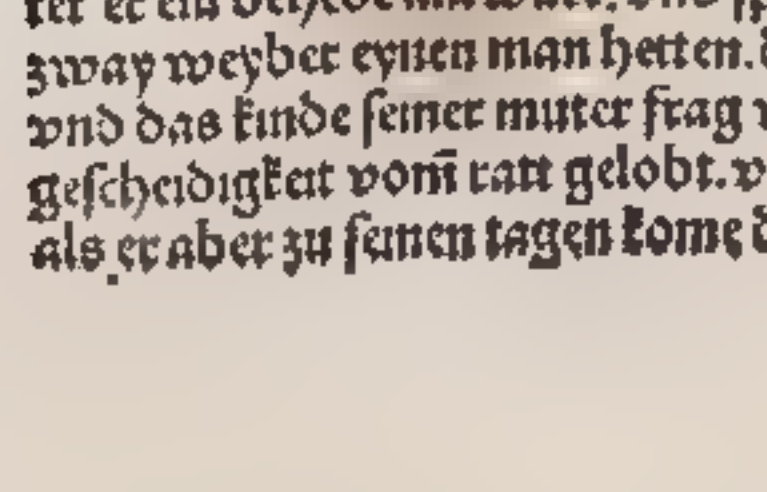 zway weyber eynen man hetten.
vnd das kinde ſeiner muter frag
geſcheidigkeit vom̄ ratt gelobt.
als er aber zu ſeinen tagen kome